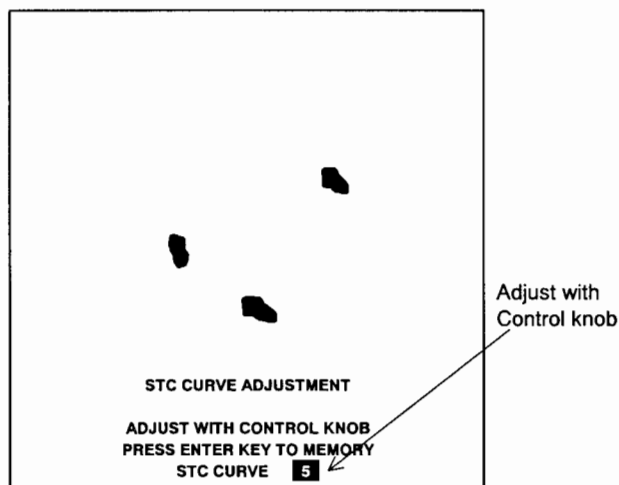 Adjust with
Control knob
STC CURVE ADJUSTMENT
ADJUST WITH CONTROL KNOB
PRESS ENTER KEY TO MEMORY
STC CURVE 5